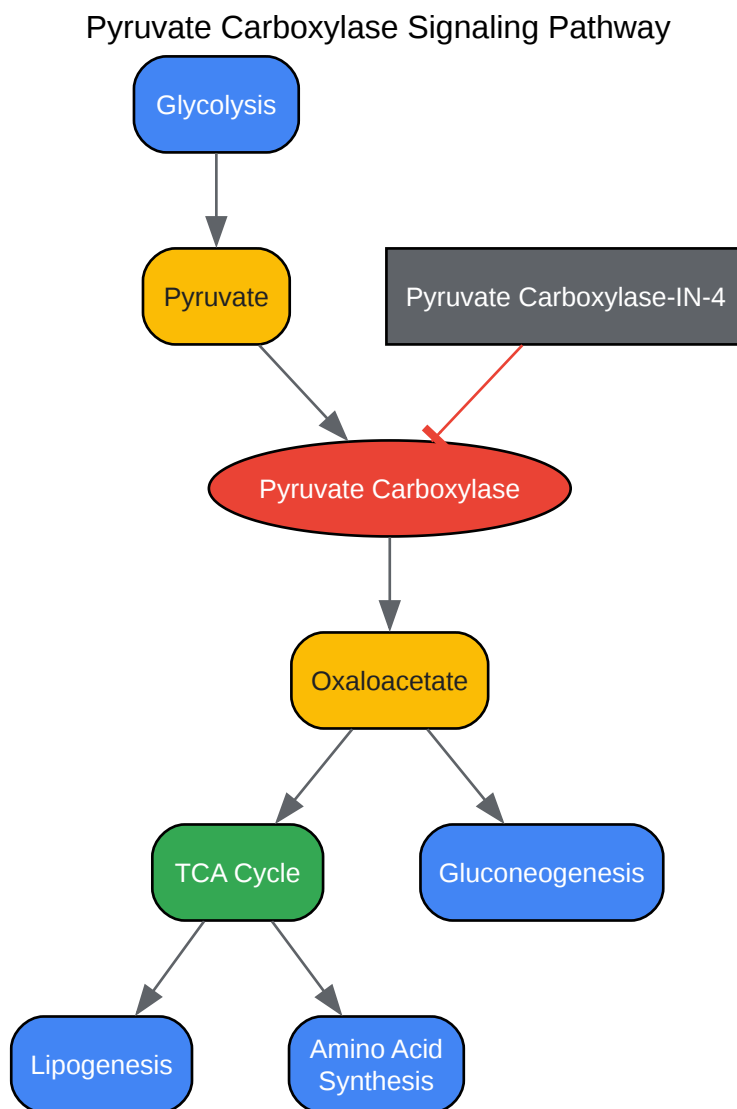 Pyruvate Carboxylase Signaling Pathway
Glycolysis
Pyruvate
Pyruvate Carboxylase-IN-4
Pyruvate Carboxylase
Oxaloacetate
TCA Cycle
Gluconeogenesis
Lipogenesis
Amino Acid
Synthesis